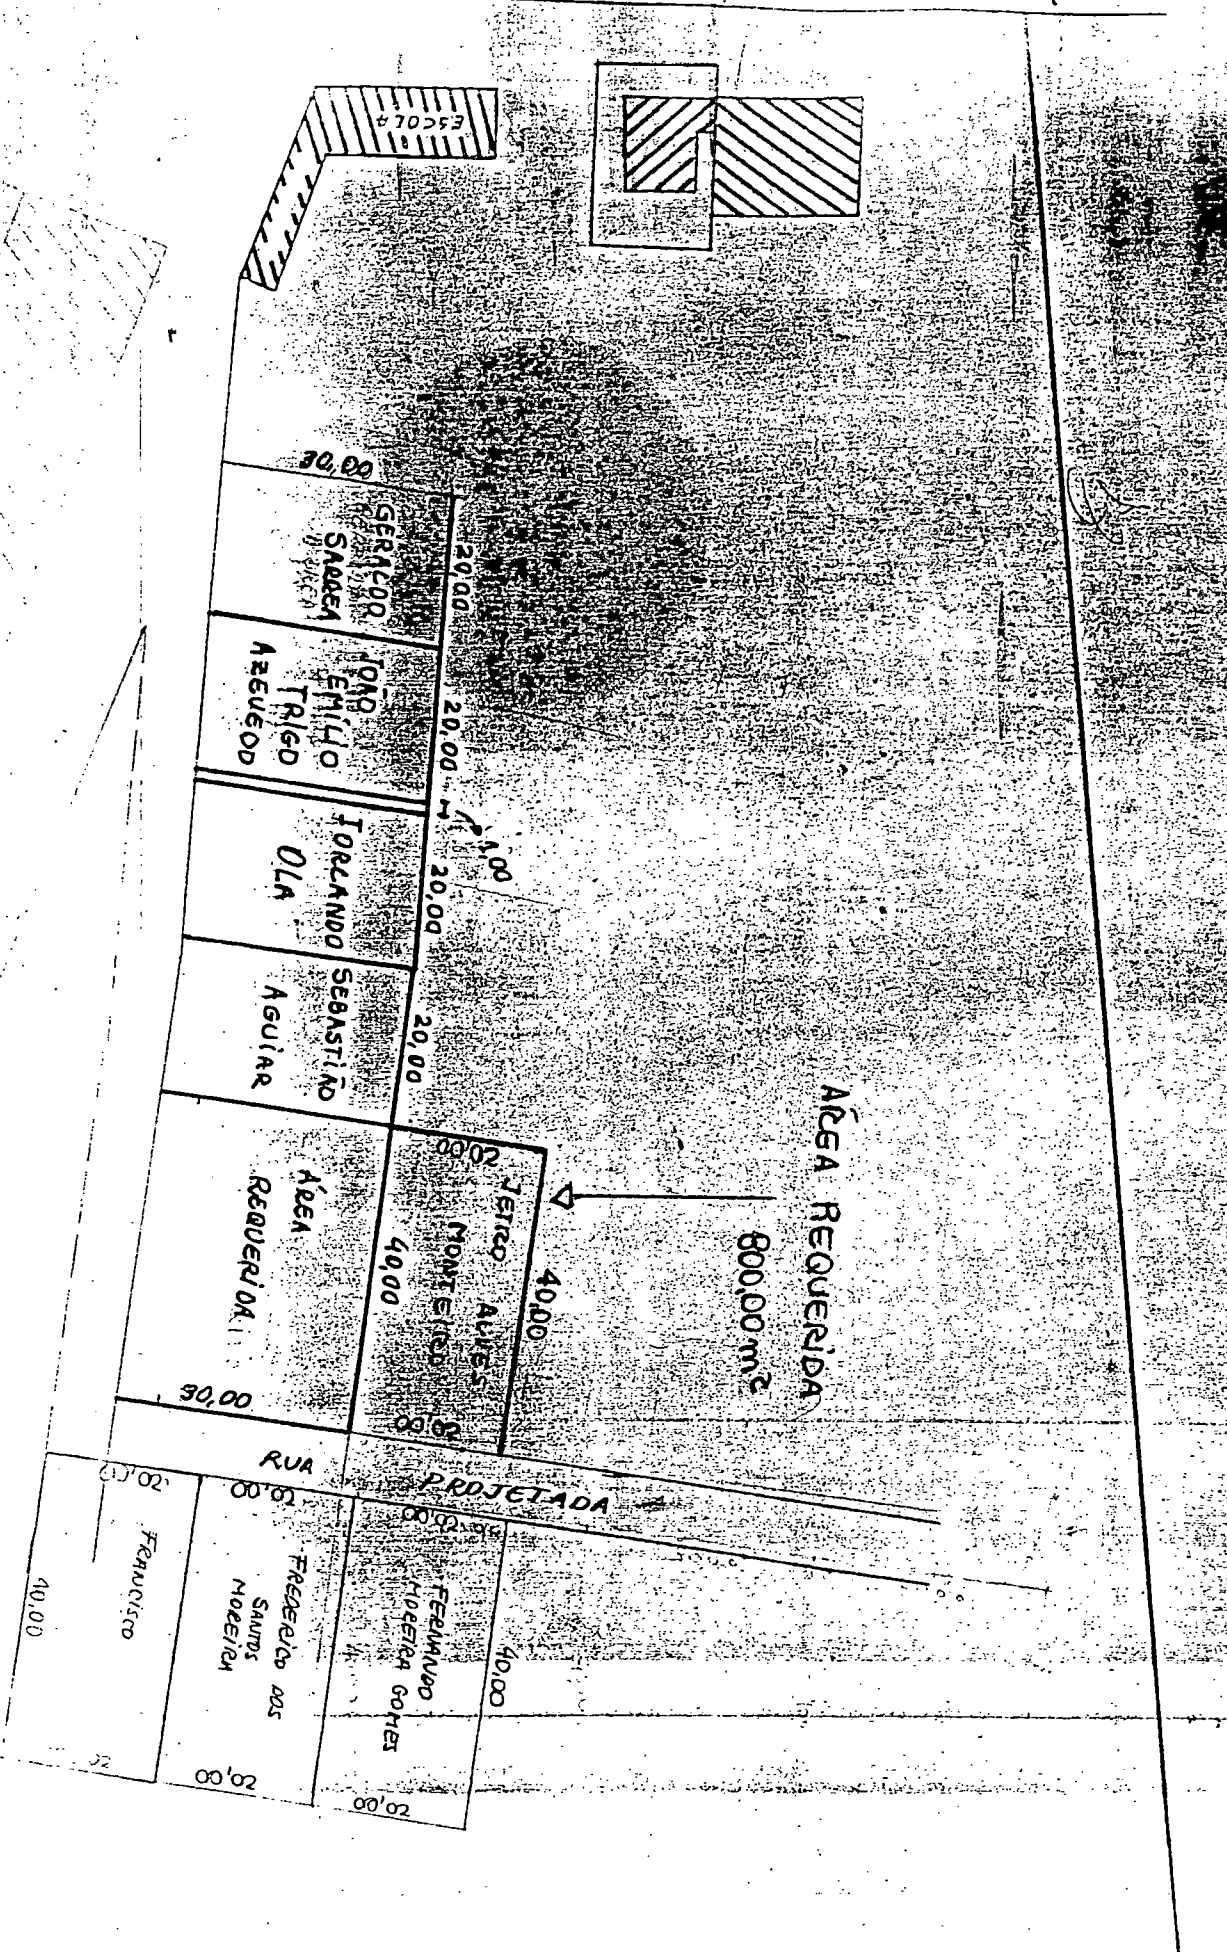 ESCOLA
30,00
20,00
GERALDO
SARREA
20,00
JOÃO
EMÍLIO
TRIGO
AZEVEDO
1,00
20,00
IORLANDO
OLA
20,00
SEBASTIÃO
AGUIAR
ÁREA REQUERIDA
800,00 m²
20,00
JETRO ALVES
MONTEIRO
40,00
40,00
20,00
ÁREA
REQUERIDA
30,00
RUA PROJETADA
20,00
FERNANDO
MOREIRA GOMES
40,00
20,00
20,00
FREDERICO DOS
SANTOS
MOREIRA
20,00
20,00
FRANCISCO
40,00